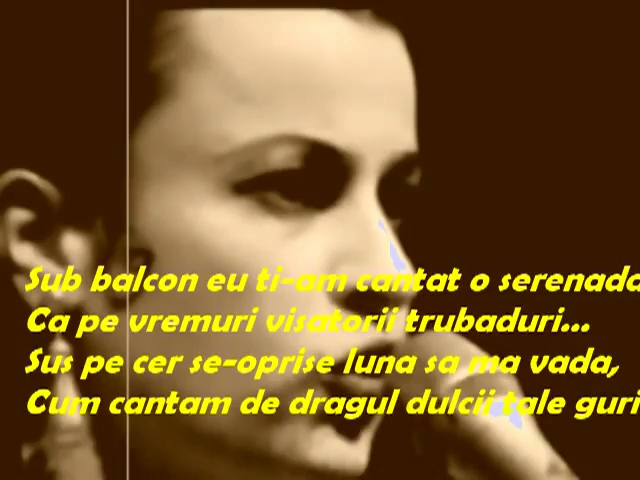 Sub balcon eu ti-am cantat o serenada
Ca pe vremuri visatorii trubaduri...
Sus pe cer se-oprise luna sa ma vada,
Cum cantam de dragul dulcii tale guri